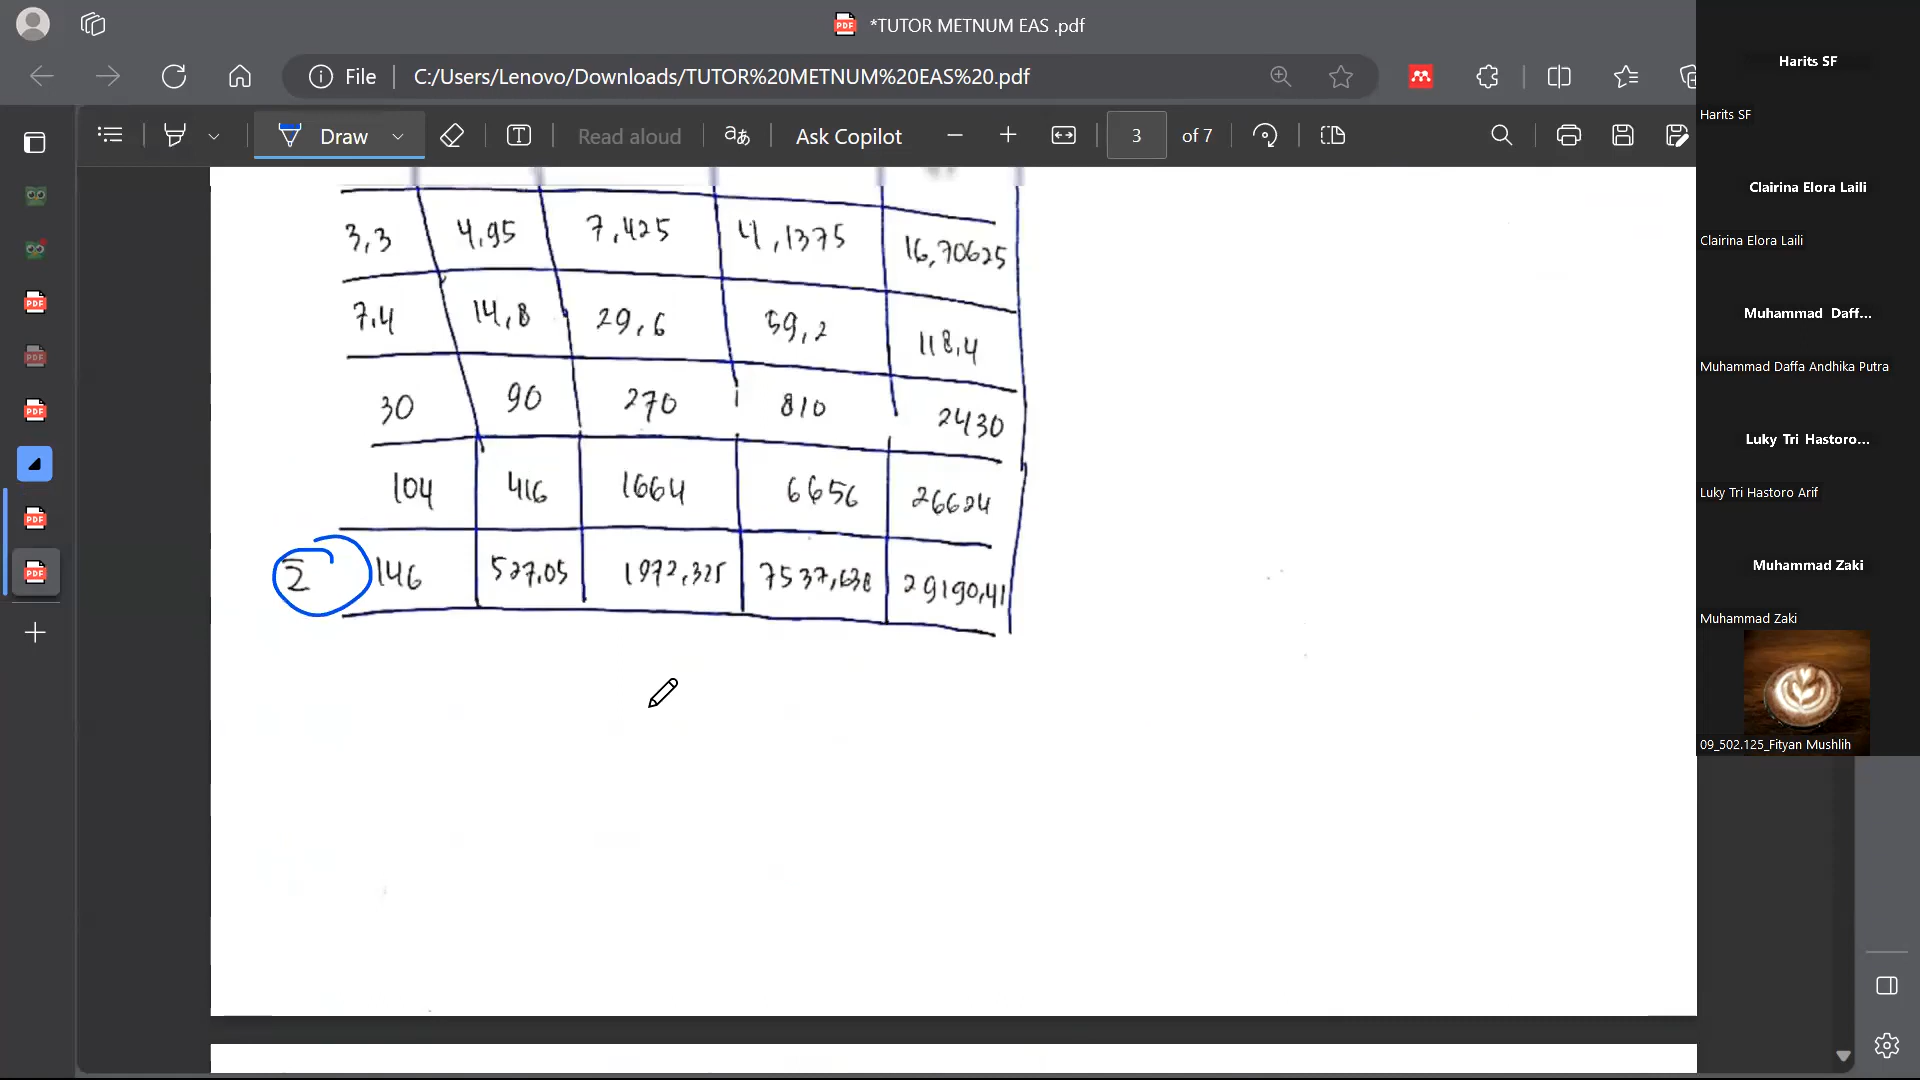 *TUTOR METNUM EAS .pdf
File C:/Users/Lenovo/Downloads/TUTOR%20METNUM%20EAS%20.pdf
Draw Read aloud Ask Copilot 3 of 7
3,3 4,95 7,425 4,1375 16,70625
7,4 14,8 29,6 59,2 118,4
30 90 270 810 2430
104 416 1664 6656 26624
Σ 146 527,05 1972,325 7537,638 29190,41
Harits SF
Harits SF
Clairina Elora Laili
Clairina Elora Laili
Muhammad Daff...
Muhammad Daffa Andhika Putra
Luky Tri Hastoro...
Luky Tri Hastoro Arif
Muhammad Zaki
Muhammad Zaki
09_502.125_Fityan Mushlih